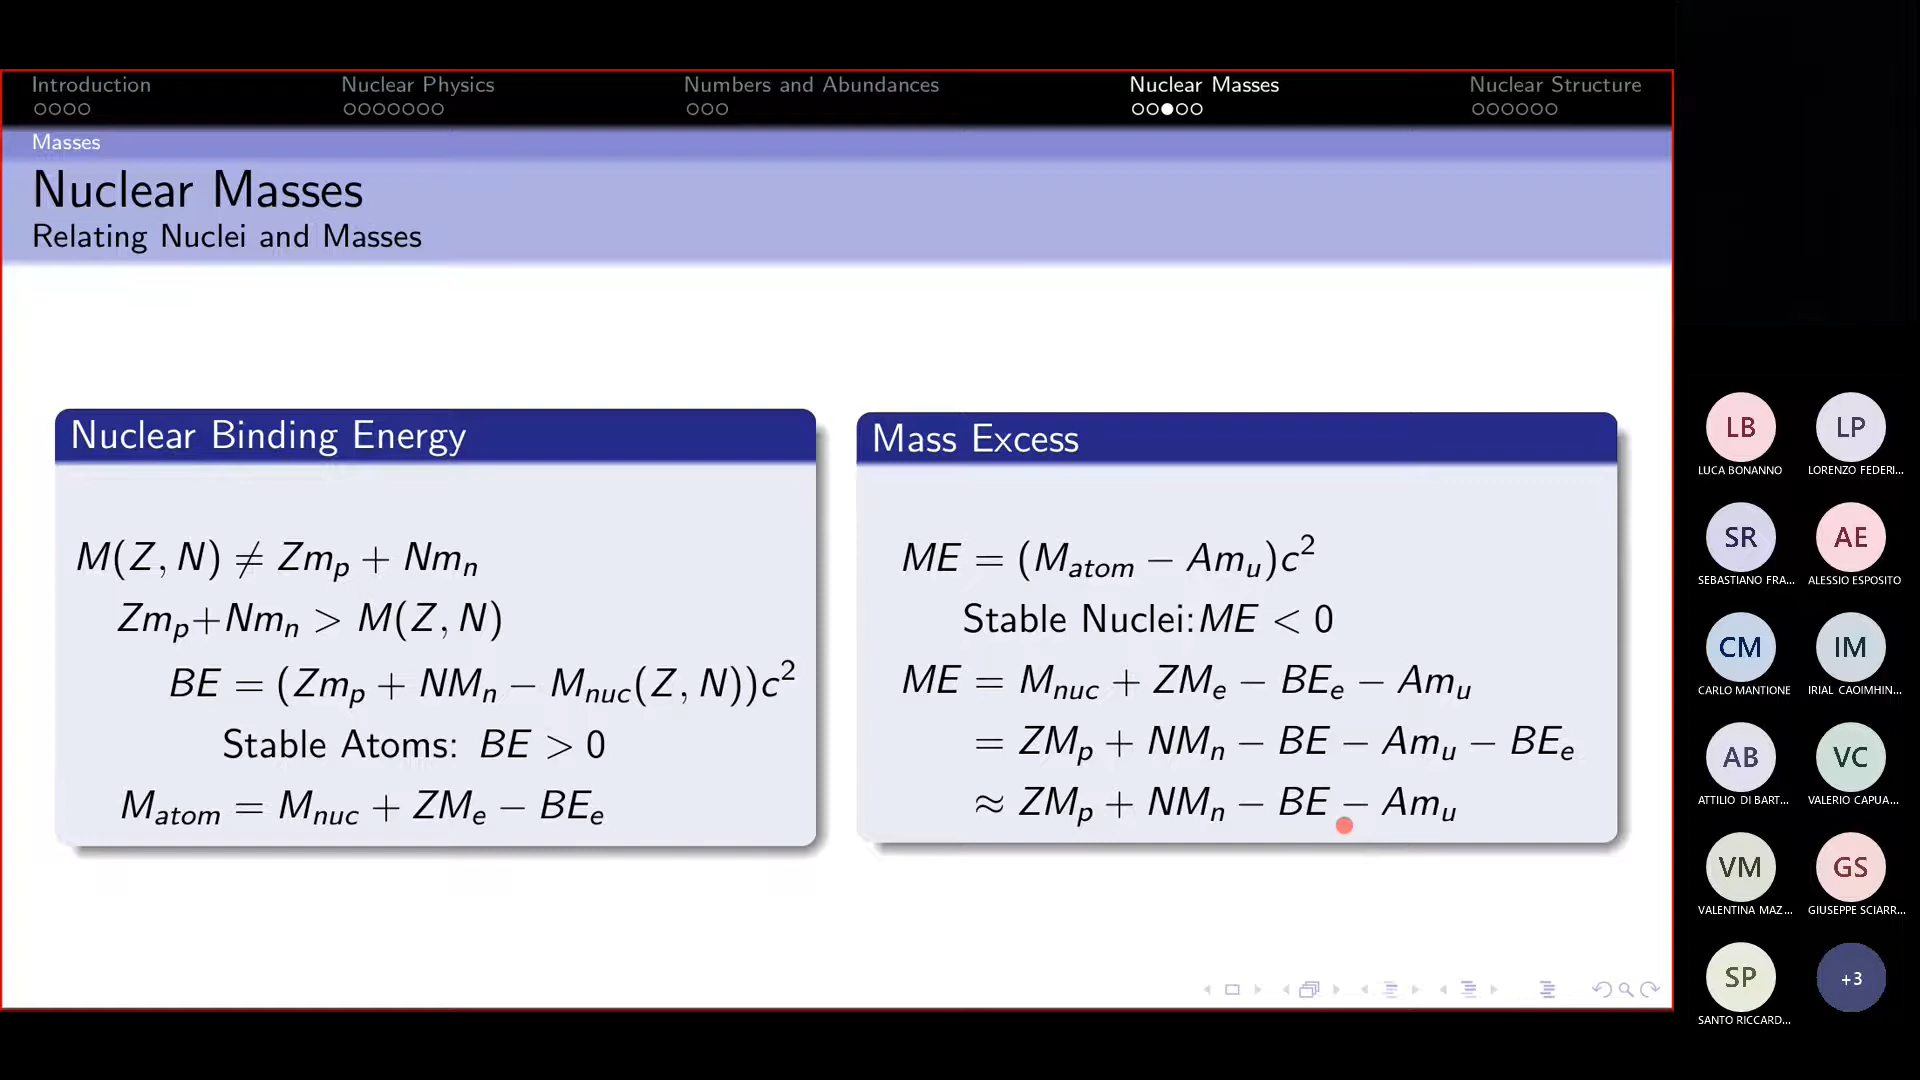 Introduction
Nuclear Physics
Numbers and Abundances
Nuclear Masses
Nuclear Structure
Masses
Nuclear Masses
Relating Nuclei and Masses
Nuclear Binding Energy
M(Z, N) ≠ Zm_p + Nm_n
Zm_p+Nm_n > M(Z, N)
BE = (Zm_p + NM_n − M_nuc(Z, N))c²
Stable Atoms: BE > 0
M_atom = M_nuc + ZM_e − BE_e
Mass Excess
ME = (M_atom − Am_u)c²
Stable Nuclei:ME < 0
ME = M_nuc + ZM_e − BE_e − Am_u
= ZM_p + NM_n − BE − Am_u − BE_e
≈ ZM_p + NM_n − BE − Am_u
LB
LP
LUCA BONANNO
LORENZO FEDERI...
SR
AE
SEBASTIANO FRA...
ALESSIO ESPOSITO
CM
IM
CARLO MANTIONE
IRIAL CAOIMHIN...
AB
VC
ATTILIO DI BART...
VALERIO CAPUA...
VM
GS
VALENTINA MAZ...
GIUSEPPE SCIARR...
SP
+3
SANTO RICCARD...